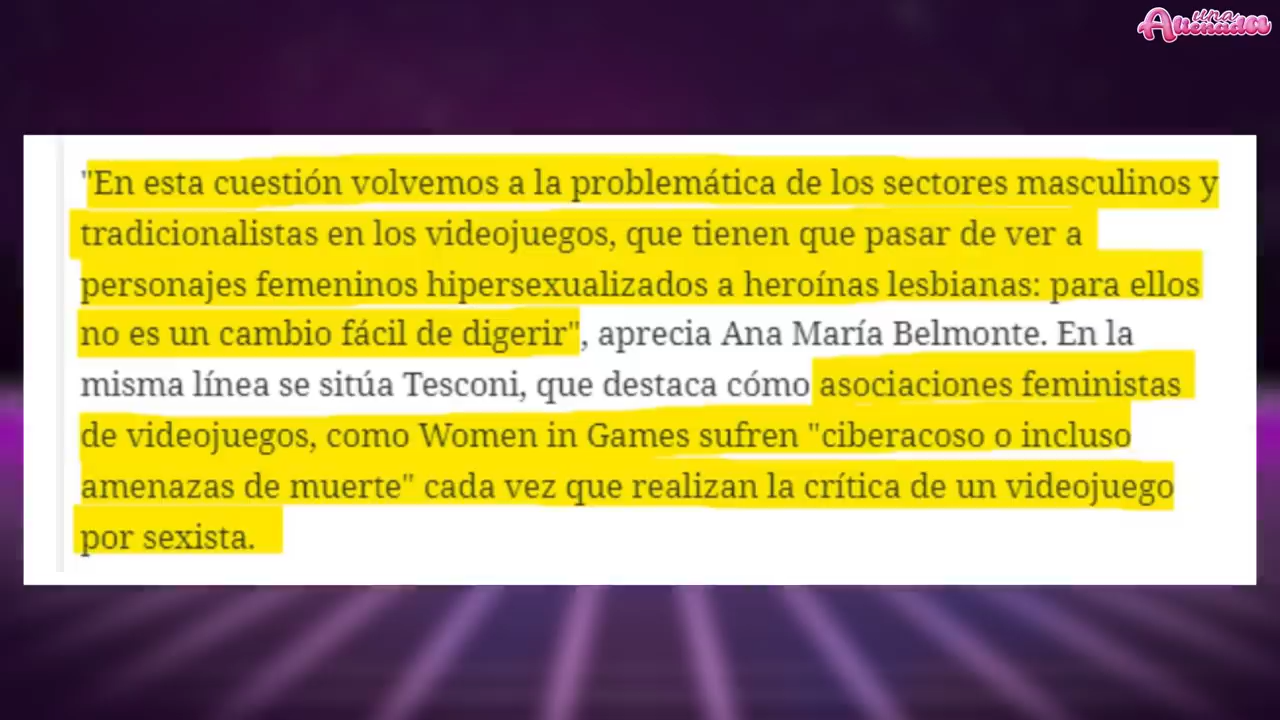 una
Alienada
"En esta cuestión volvemos a la problemática de los sectores masculinos y
tradicionalistas en los videojuegos, que tienen que pasar de ver a
personajes femeninos hipersexualizados a heroínas lesbianas: para ellos
no es un cambio fácil de digerir", aprecia Ana María Belmonte. En la
misma línea se sitúa Tesconi, que destaca cómo asociaciones feministas
de videojuegos, como Women in Games sufren "ciberacoso o incluso
amenazas de muerte" cada vez que realizan la crítica de un videojuego
por sexista.